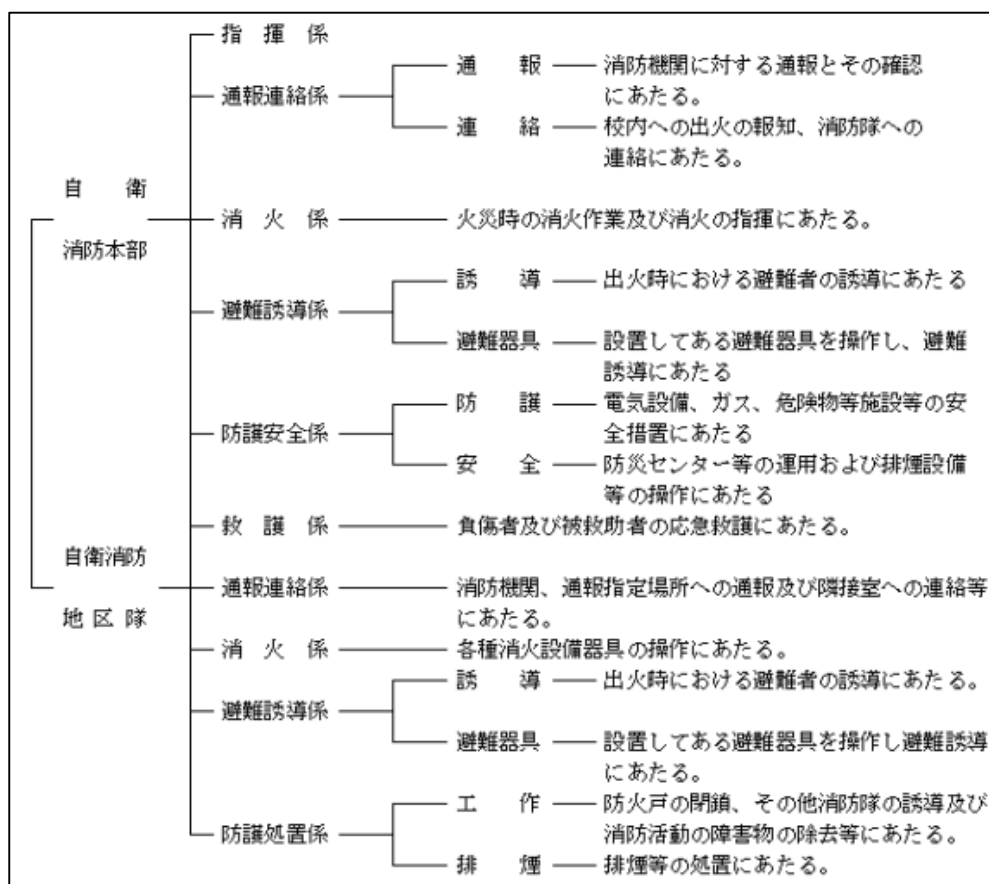 指揮係
通報連絡係
通報 消防機関に対する通報とその確認
にあたる。
連絡 校内への出火の報知、消防隊への
連絡にあたる。
自衛
消防本部
消火係 火災時の消火作業及び消火の指揮にあたる。
避難誘導係
誘導 出火時における避難者の誘導にあたる
避難器具 設置してある避難器具を操作し、避難
誘導にあたる
防護安全係
防護 電気設備、ガス、危険物等施設等の安
全措置にあたる
安全 防災センター等の運用および排煙設備
等の操作にあたる
救護係 負傷者及び被救助者の応急救護にあたる。
自衛消防
地区隊
通報連絡係 消防機関、通報指定場所への通報及び隣接室への連絡等
にあたる。
消火係 各種消火設備器具の操作にあたる。
避難誘導係
誘導 出火時における避難者の誘導にあたる。
避難器具 設置してある避難器具を操作し避難誘導
にあたる。
防護処置係
工作 防火戸の閉鎖、その他消防隊の誘導及び
消防活動の障害物の除去等にあたる。
排煙 排煙等の処置にあたる。